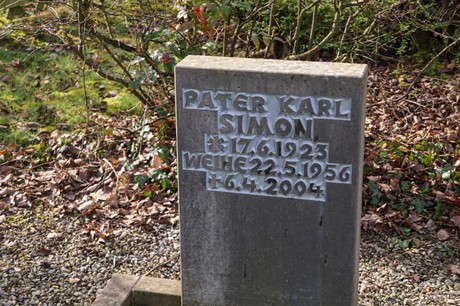 PATER KARL
SIMON.
* 17.6.1923
WEIHE 22.5.1956
† 6.4.2004